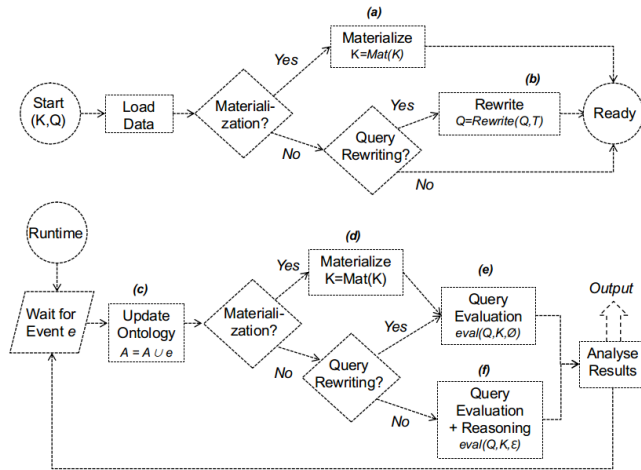 (a)
Materialize
K=Mat(K)
Yes
(b)
Start
(K,Q)
Load
Data
Materiali-
zation?
Yes
Rewrite
Q=Rewrite(Q,T)
Ready
No
Query
Rewriting?
No
Runtime
(d)
Materialize
K=Mat(K)
Yes
(c)
(e)
Output
Wait for
Event e
Update
Ontology
A = A ∪ e
Materiali-
zation?
Query
Evaluation
eval(Q,K,Ø)
Yes
No
Query
Rewriting?
(f)
Analyse
Results
No
Query
Evaluation
+ Reasoning
eval(Q,K,ε)